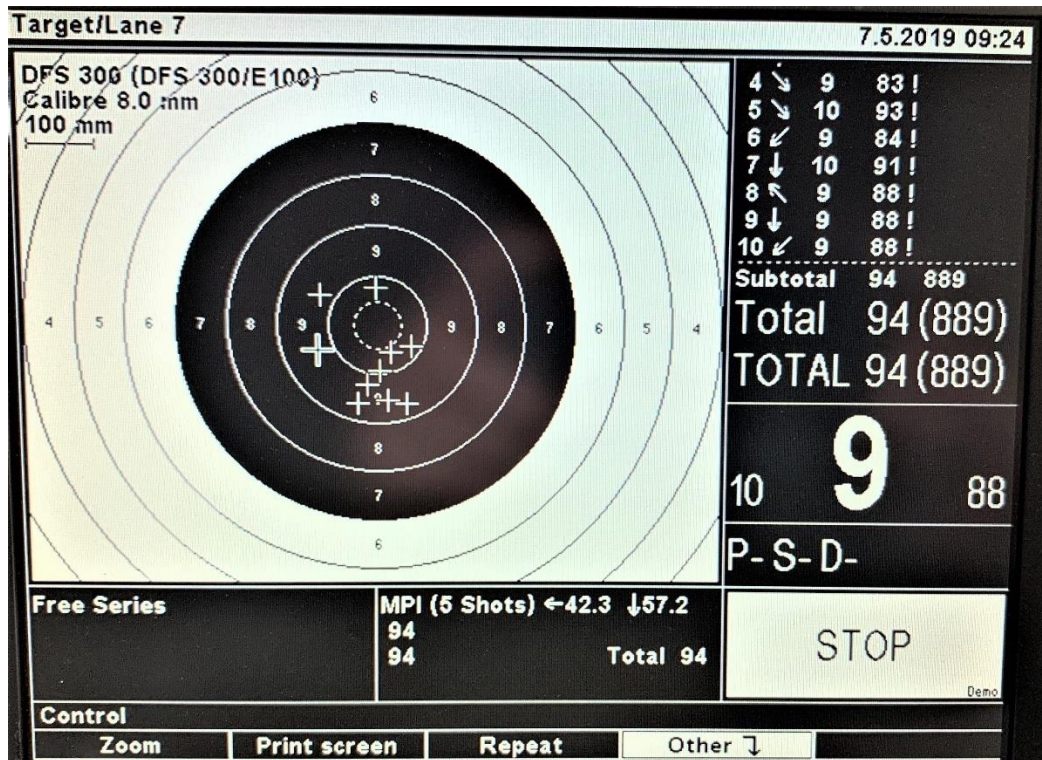 Target/Lane 7
7.5.2019 09:24
DFS 300 (DFS 300/E100)
Calibre 8.0 mm
100 mm
6
7
8
9
4 5 6 7 8 9 9 8 7 6 5 4
9
8
7
6
4 ↘ 9 83!
5 ↘ 10 93!
6 ↙ 9 84!
7 ↓ 10 91!
8 ↖ 9 88!
9 ↓ 9 88!
10 ↙ 9 88!
Subtotal 94 889
Total 94 (889)
TOTAL 94 (889)
10 9 88
P- S- D-
Free Series
MPI (5 Shots) ←42.3 ↓57.2
94
94 Total 94
STOP
Demo
Control
Zoom Print screen Repeat Other ↴